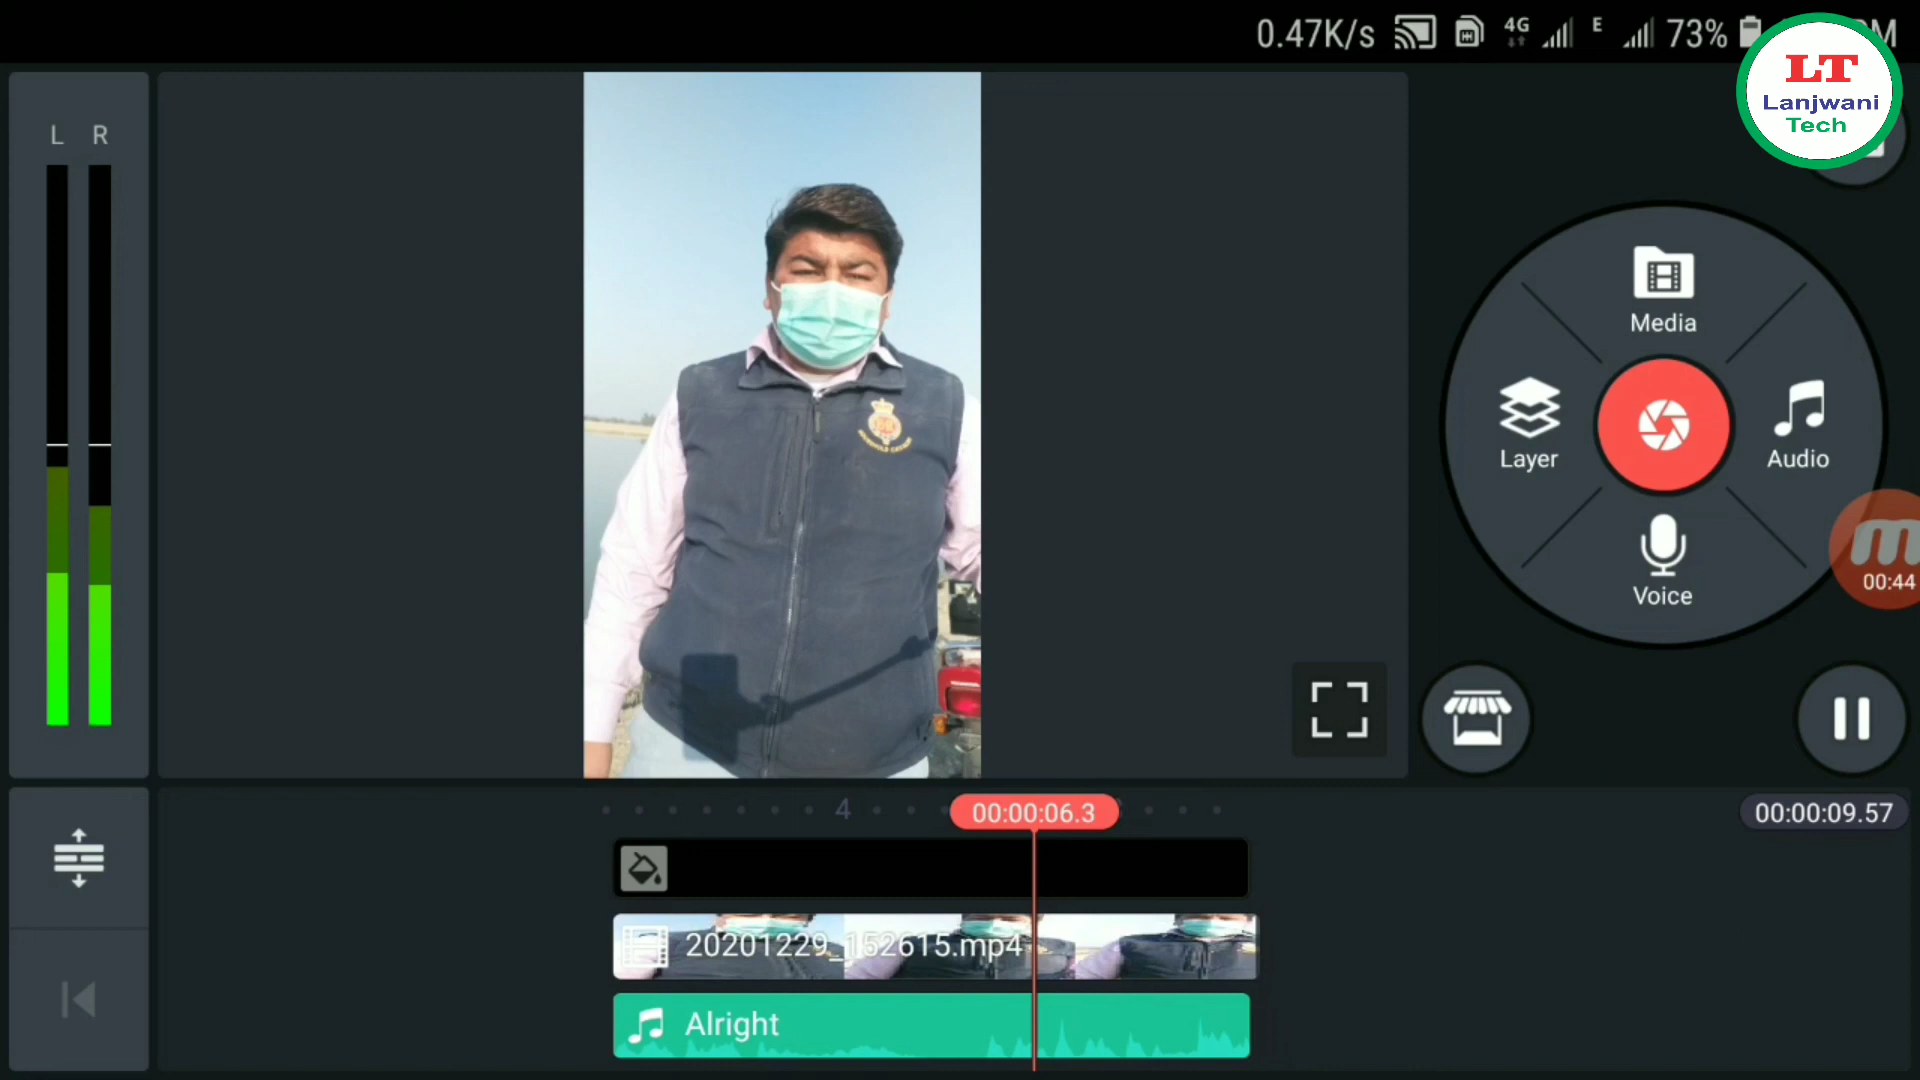 0.47K/s 4G E 73% M
LT
Lanjwani
Tech
L R
Media
Layer
Audio
Voice
00:44
4
00:00:06.3
00:00:09.57
20201229_152615.mp4
Alright